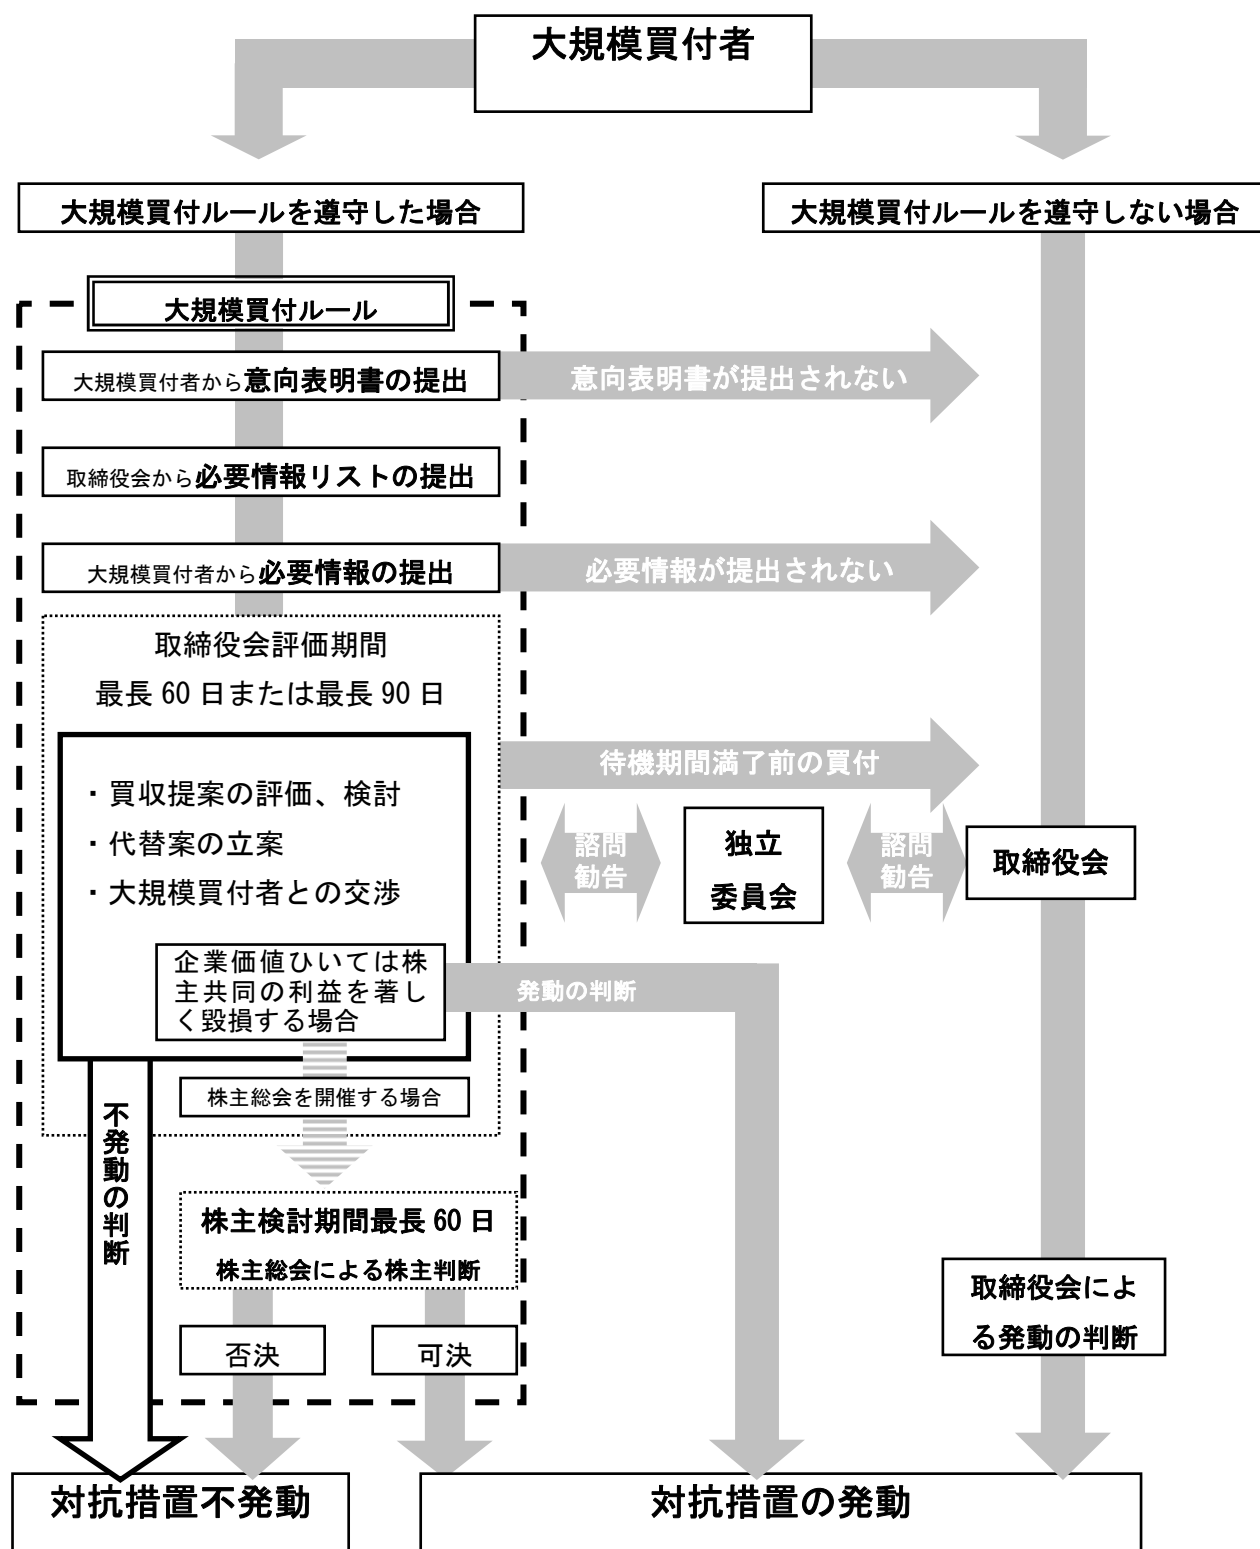 大規模買付者
大規模買付ルールを遵守した場合
大規模買付ルールを遵守しない場合
大規模買付ルール
大規模買付者から意向表明書の提出
意向表明書が提出されない
取締役会から必要情報リストの提出
大規模買付者から必要情報の提出
必要情報が提出されない
取締役会評価期間
最長 60 日または最長 90 日
待機期間満了前の買付
・買収提案の評価、検討
・代替案の立案
・大規模買付者との交渉
諮問
勧告
独立
委員会
諮問
勧告
取締役会
企業価値ひいては株
主共同の利益を著し
く毀損する場合
発動の判断
株主総会を開催する場合
不発動の判断
株主検討期間最長 60 日
株主総会による株主判断
取締役会によ
る発動の判断
否決
可決
対抗措置不発動
対抗措置の発動